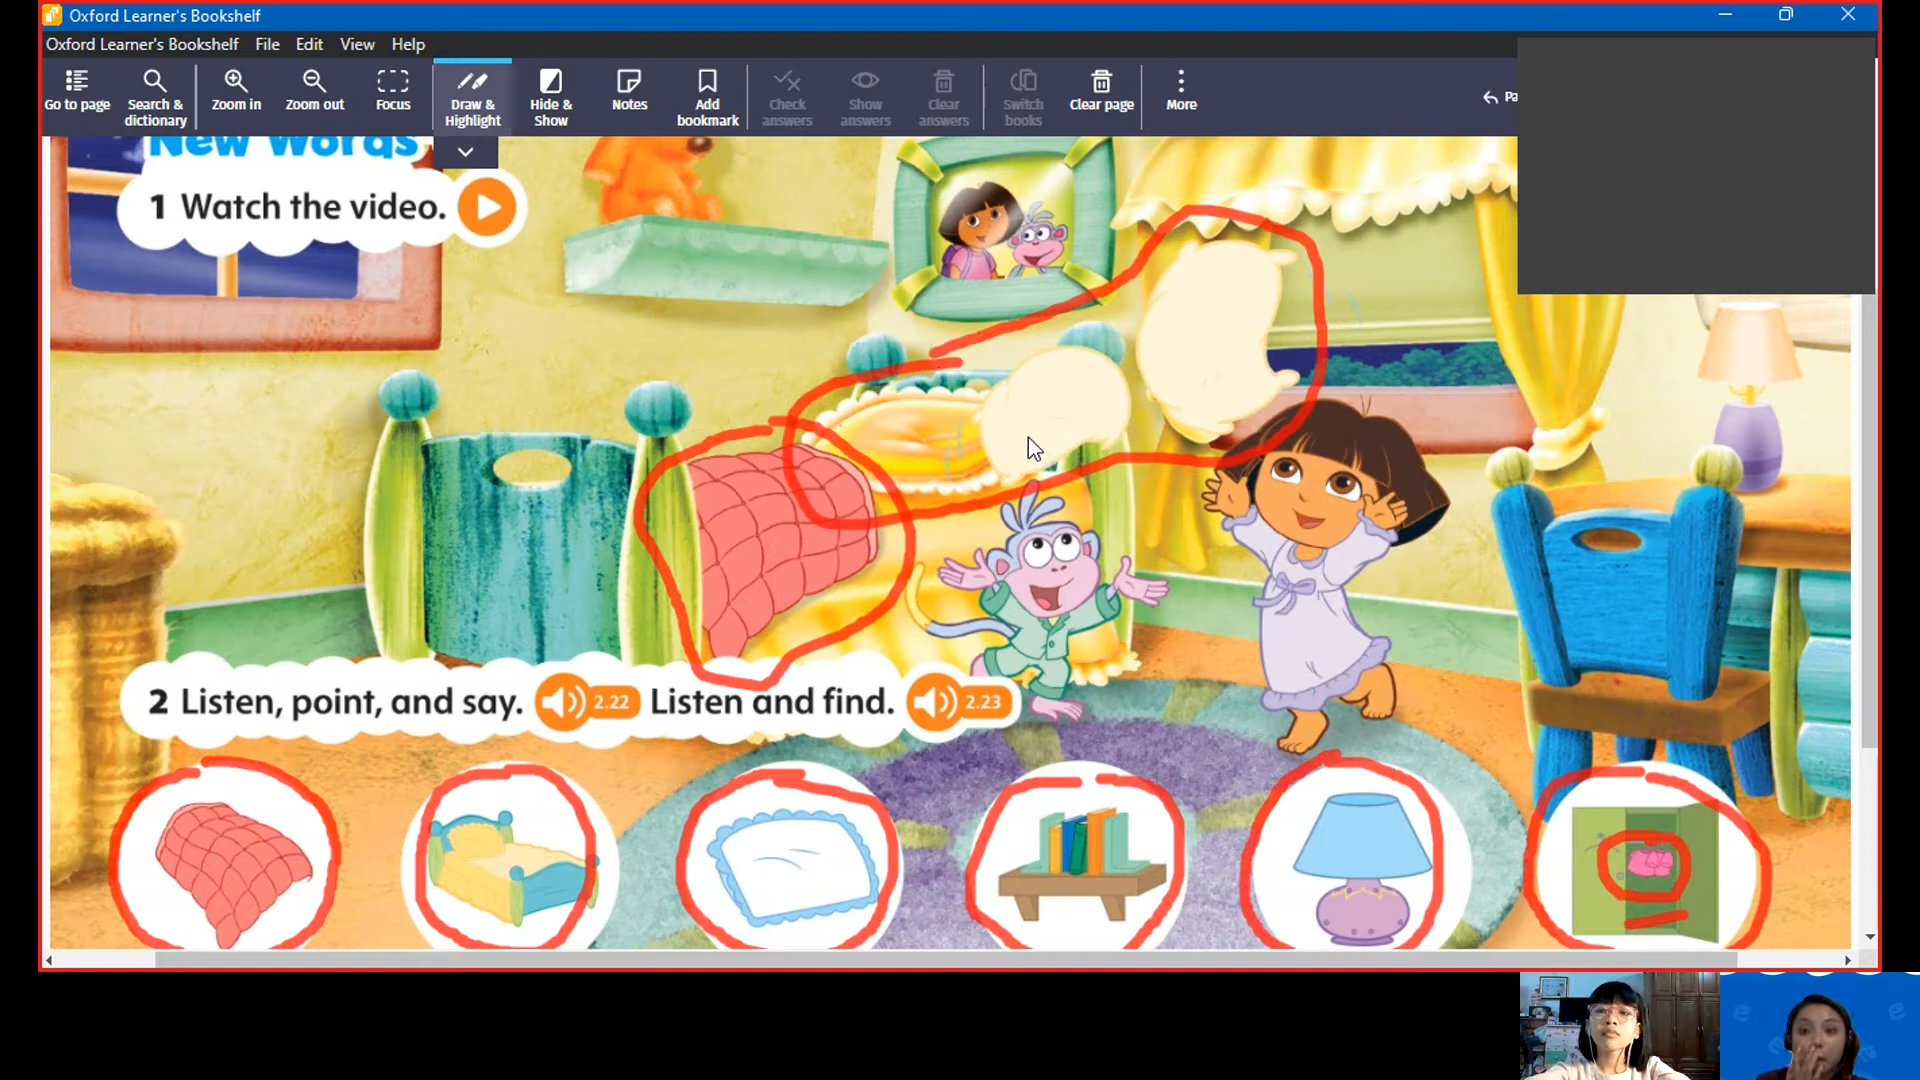 Oxford Learner's Bookshelf
Oxford Learner's Bookshelf File Edit View Help
Go to page
Search & dictionary
Zoom in
Zoom out
Focus
Draw & Highlight
Hide & Show
Notes
Add bookmark
Check answers
Show answers
Clear answers
Switch books
Clear page
More
Pa
New Words
1 Watch the video.
2 Listen, point, and say. 2.22 Listen and find. 2.23